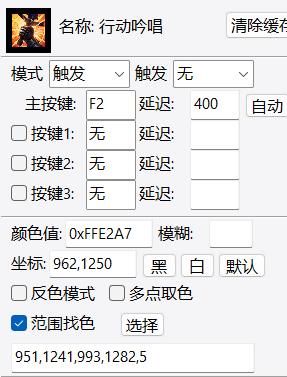 名称: 行动吟唱 清除缓存
模式 触发 触发 无
主按键: F2 延迟: 400 自动
按键1: 无 延迟:
按键2: 无 延迟:
按键3: 无 延迟:
颜色值: 0xFFE2A7 模糊:
坐标: 962,1250 黑 白 默认
反色模式 多点取色
范围找色 选择
951,1241,993,1282,5